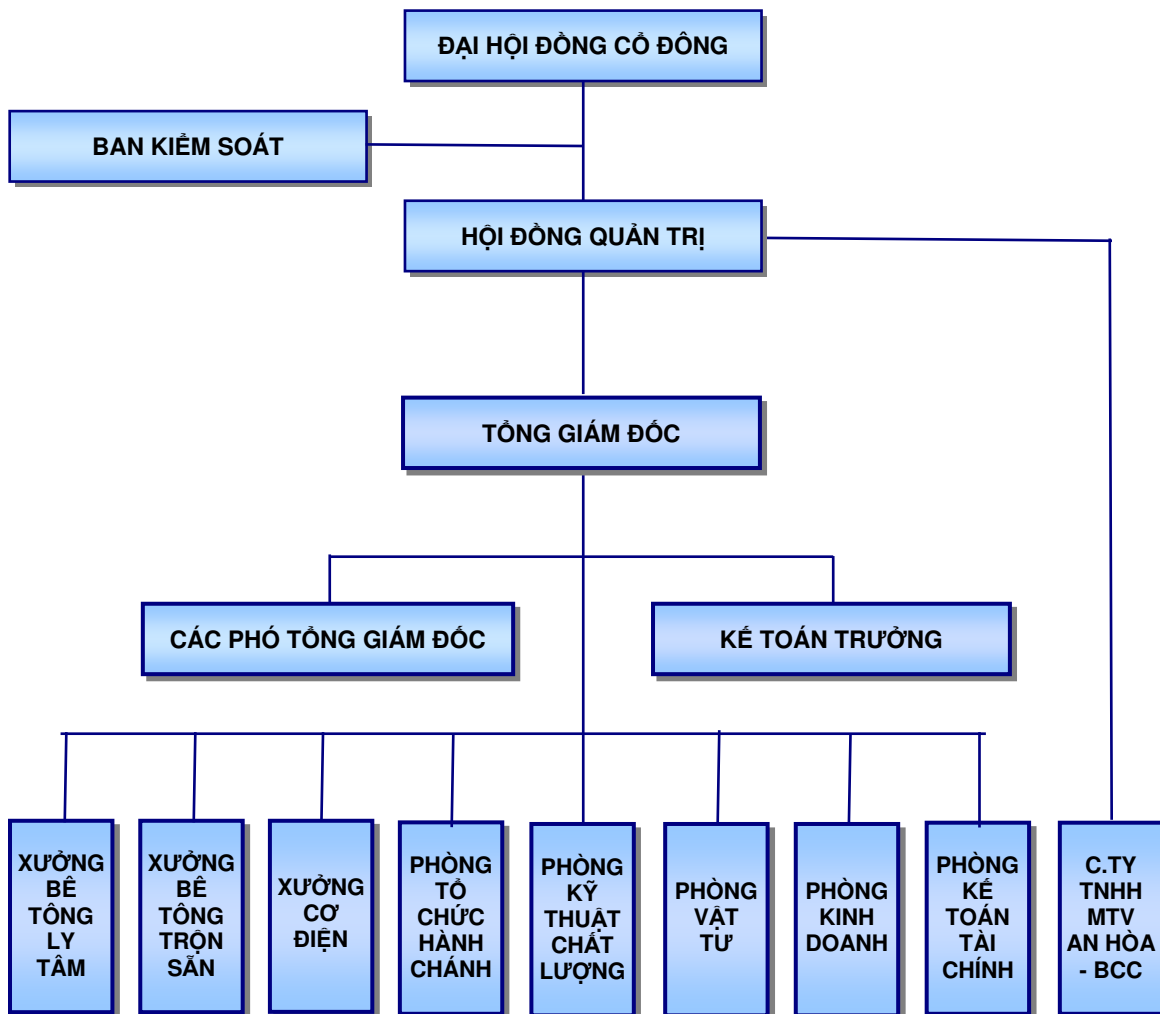 ĐẠI HỘI ĐỒNG CỔ ĐÔNG
BAN KIỂM SOÁT
HỘI ĐỒNG QUẢN TRỊ
TỔNG GIÁM ĐỐC
CÁC PHÓ TỔNG GIÁM ĐỐC
KẾ TOÁN TRƯỞNG
XƯỞNG
BÊ
TÔNG
LY
TÂM
XƯỞNG
BÊ
TÔNG
TRỘN
SẴN
XƯỞNG
CƠ
ĐIỆN
PHÒNG
TỔ
CHỨC
HÀNH
CHÁNH
PHÒNG
KỸ
THUẬT
CHẤT
LƯỢNG
PHÒNG
VẬT
TƯ
PHÒNG
KINH
DOANH
PHÒNG
KẾ
TOÁN
TÀI
CHÍNH
C.TY
TNHH
MTV
AN HÒA
- BCC